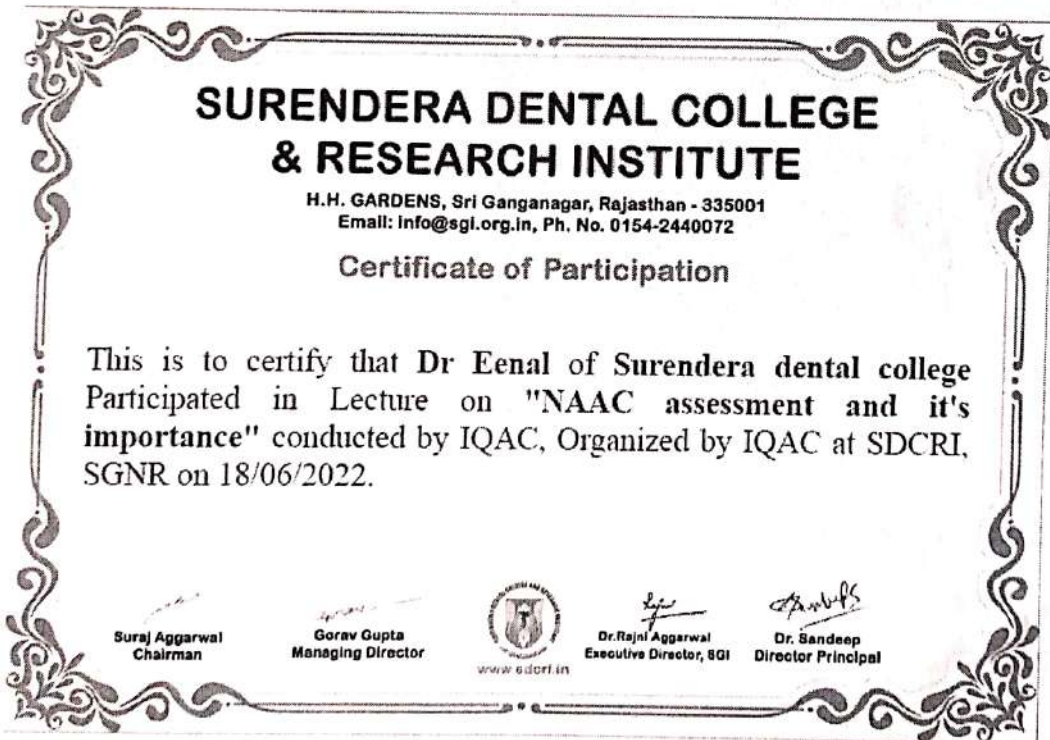 SURENDERA DENTAL COLLEGE
& RESEARCH INSTITUTE
H.H. GARDENS, Sri Ganganagar, Rajasthan - 335001
Email: info@sgi.org.in, Ph. No. 0154-2440072
Certificate of Participation
This is to certify that Dr Eenal of Surendera dental college
Participated in Lecture on "NAAC assessment and it's
importance" conducted by IQAC, Organized by IQAC at SDCRI,
SGNR on 18/06/2022.
Suraj Aggarwal
Chairman
Gorav Gupta
Managing Director
www.sdcri.in
Dr.Rajni Aggarwal
Executive Director, SGI
Dr. Sandeep
Director Principal